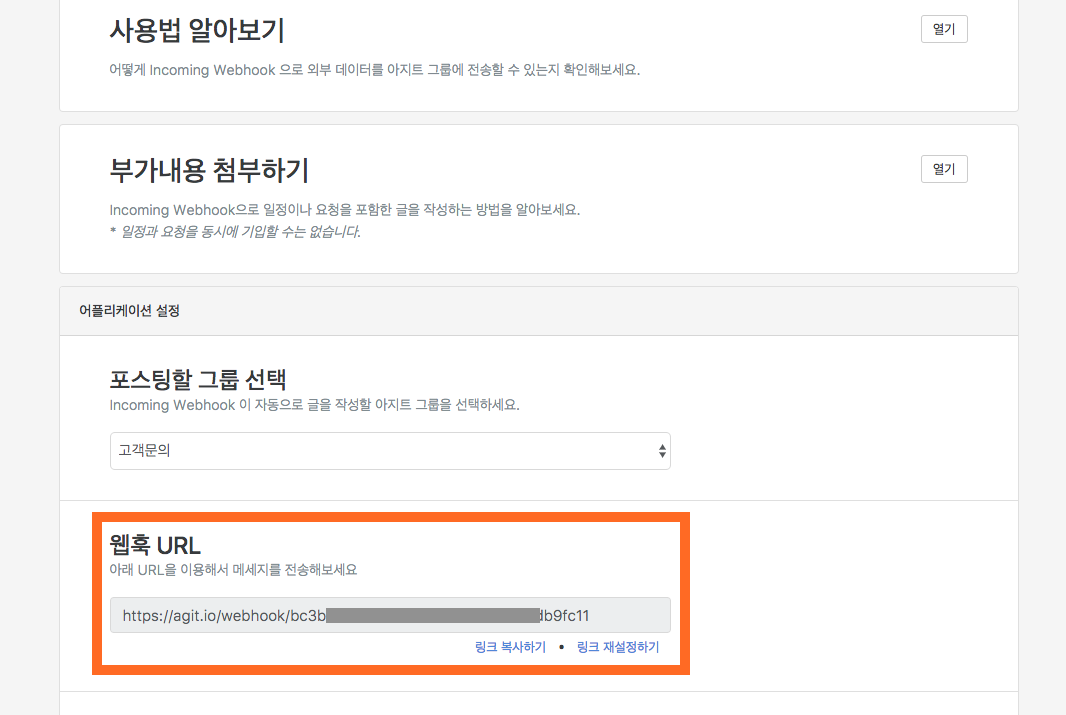 사용법 알아보기
열기
어떻게 Incoming Webhook 으로 외부 데이터를 아지트 그룹에 전송할 수 있는지 확인해보세요.
부가내용 첨부하기
열기
Incoming Webhook으로 일정이나 요청을 포함한 글을 작성하는 방법을 알아보세요.
* 일정과 요청을 동시에 기입할 수는 없습니다.
어플리케이션 설정
포스팅할 그룹 선택
Incoming Webhook 이 자동으로 글을 작성할 아지트 그룹을 선택하세요.
고객문의
웹훅 URL
아래 URL을 이용해서 메세지를 전송해보세요
https://agit.io/webhook/bc3b db9fc11
링크 복사하기 • 링크 재설정하기